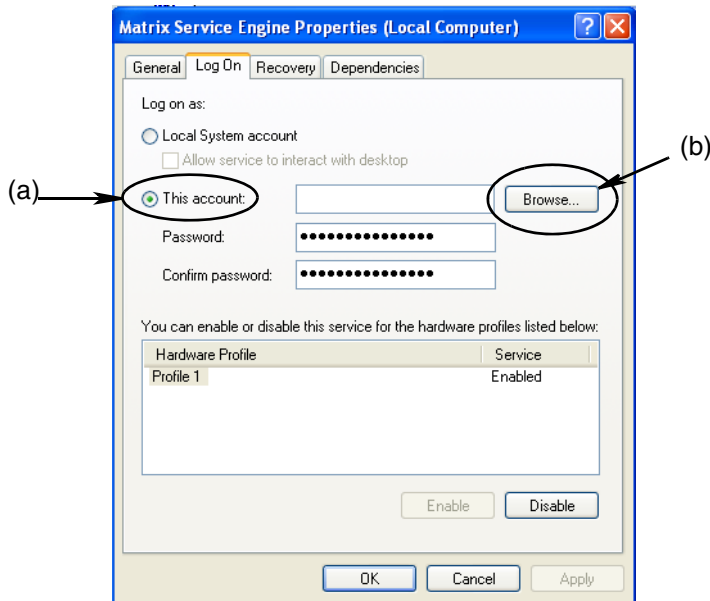 Matrix Service Engine Properties (Local Computer)
General Log On Recovery Dependencies
Log on as:
Local System account
Allow service to interact with desktop
(b)
(a)
This account:
Browse...
Password: ●●●●●●●●●●●●●●●
Confirm password: ●●●●●●●●●●●●●●●
You can enable or disable this service for the hardware profiles listed below:
Hardware Profile Service
Profile 1 Enabled
Enable Disable
OK Cancel Apply